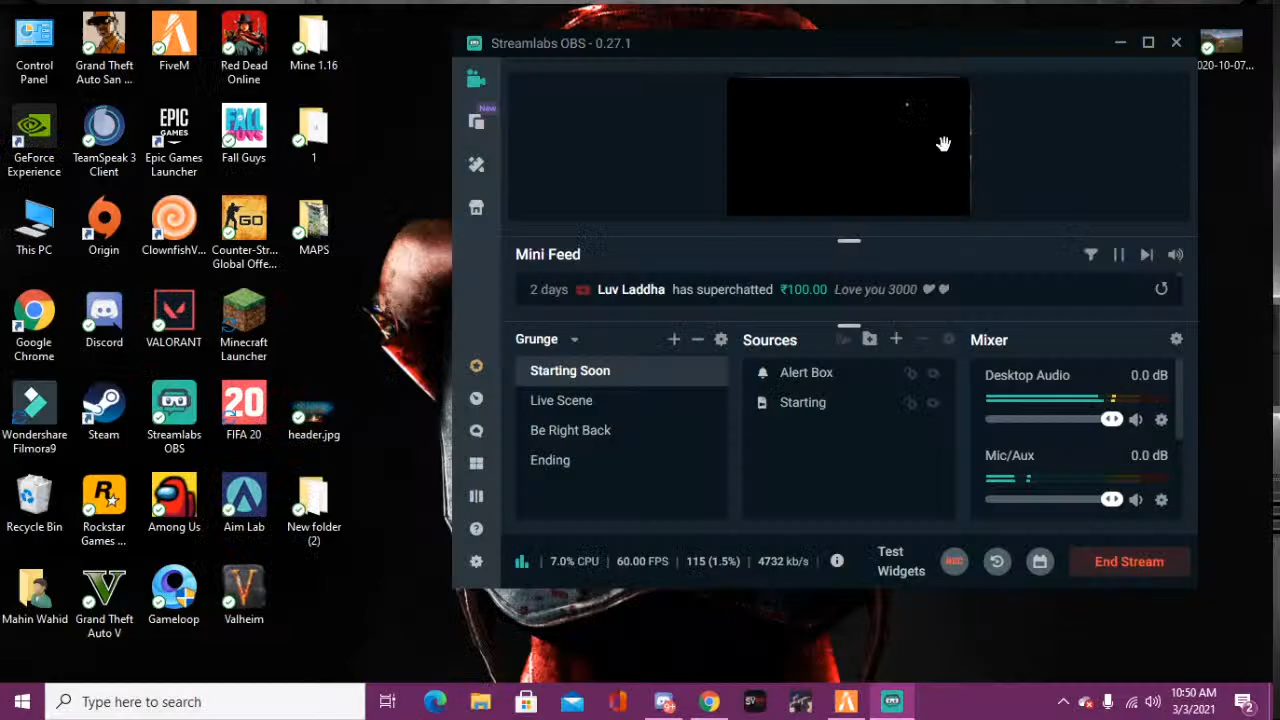 Control
Panel
Grand Theft
Auto San ...
FiveM
Red Dead
Online
Mine 1.16
GeForce
Experience
TeamSpeak 3
Client
EPIC
GAMES
Epic Games
Launcher
FALL
GUYS
Fall Guys
1
This PC
Origin
ClownfishV...
GO
Counter-Str...
Global Offe...
MAPS
Google
Chrome
Discord
VALORANT
Minecraft
Launcher
Wondershare
Filmora9
Steam
Streamlabs
OBS
20
FIFA 20
header.jpg
Recycle Bin
Rockstar
Games ...
Among Us
Aim Lab
New folder
(2)
Mahin Wahid
Grand Theft
Auto V
Gameloop
Valheim
Streamlabs OBS - 0.27.1
2020-10-07...
New
Mini Feed
2 days Luv Laddha has superchatted ₹100.00 Love you 3000
Grunge
Starting Soon
Live Scene
Be Right Back
Ending
Sources
Alert Box
Starting
Mixer
Desktop Audio 0.0 dB
Mic/Aux 0.0 dB
7.0% CPU | 60.00 FPS | 115 (1.5%) | 4732 kb/s
Test
Widgets
REC
End Stream
Type here to search
10:50 AM
3/3/2021
2